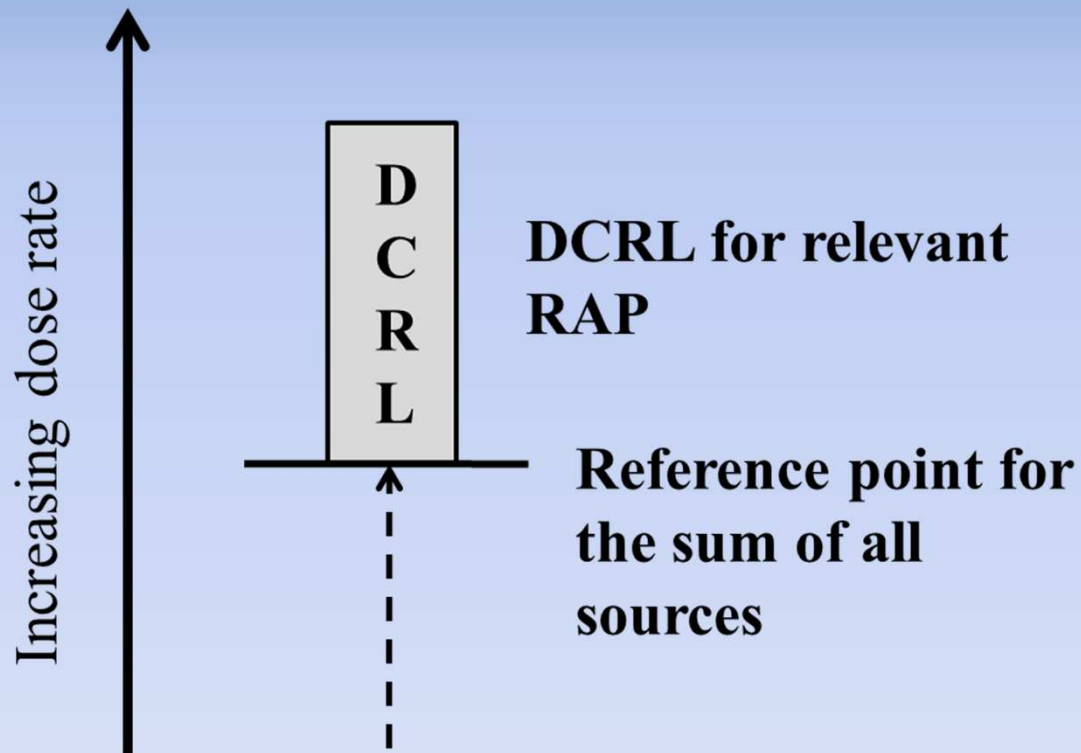 Increasing dose rate
D
C
R
L
DCRL for relevant
RAP
Reference point for
the sum of all
sources